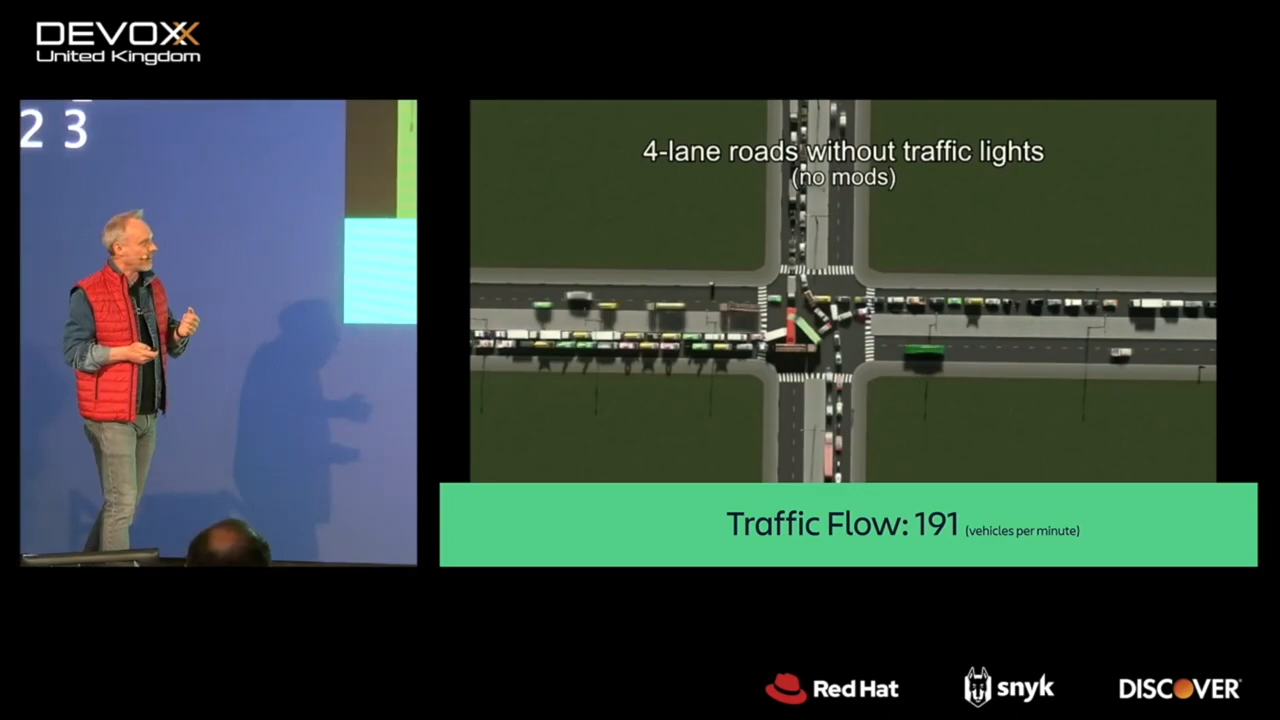 DEVOXX
United Kingdom
2 3
4-lane roads without traffic lights
(no mods)
Traffic Flow: 191 (vehicles per minute)
Red Hat
snyk
DISCOVER